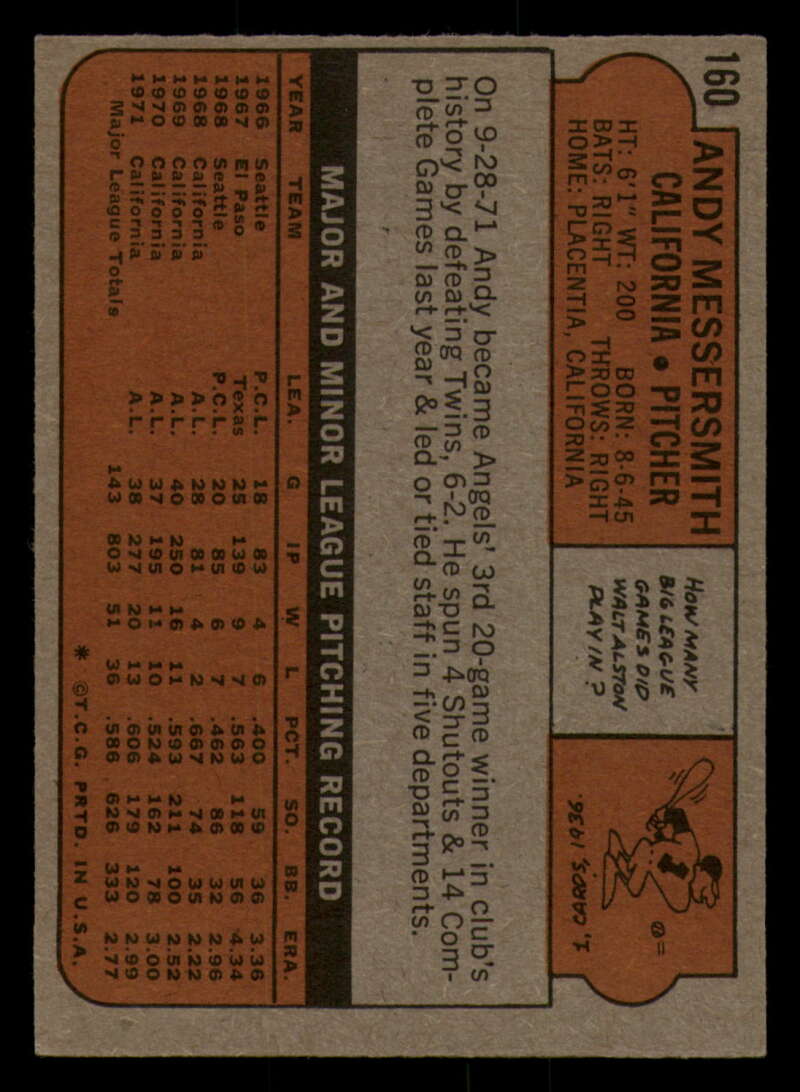 160
ANDY MESSERSMITH
CALIFORNIA • PITCHER
HT: 6'1" WT: 200 BORN: 8-6-45
BATS: RIGHT THROWS: RIGHT
HOME: PLACENTIA, CALIFORNIA
HOW MANY
BIG LEAGUE
GAMES DID
WALT ALSTON
PLAY IN?
1, CARDS, 1936.
On 9-28-71 Andy became Angels' 3rd 20-game winner in club's
history by defeating Twins, 6-2. He spun 4 Shutouts & 14 Com-
plete Games last year & led or tied staff in five departments.
MAJOR AND MINOR LEAGUE PITCHING RECORD
YEAR TEAM LEA. G IP W L PCT. SO. BB. ERA.
1966 Seattle P.C.L. 18 83 4 6 .400 59 36 3.36
1967 El Paso Texas 25 139 9 7 .563 118 56 4.34
1968 Seattle P.C.L. 20 85 6 7 .462 86 32 2.96
1968 California A.L. 28 81 4 2 .667 74 35 2.22
1969 California A.L. 40 250 16 11 .593 211 100 2.52
1970 California A.L. 37 195 11 10 .524 162 78 3.00
1971 California A.L. 38 277 20 13 .606 179 120 2.99
Major League Totals 143 803 51 36 .586 626 333 2.77
* ©T.C.G. PRTD. IN U.S.A.